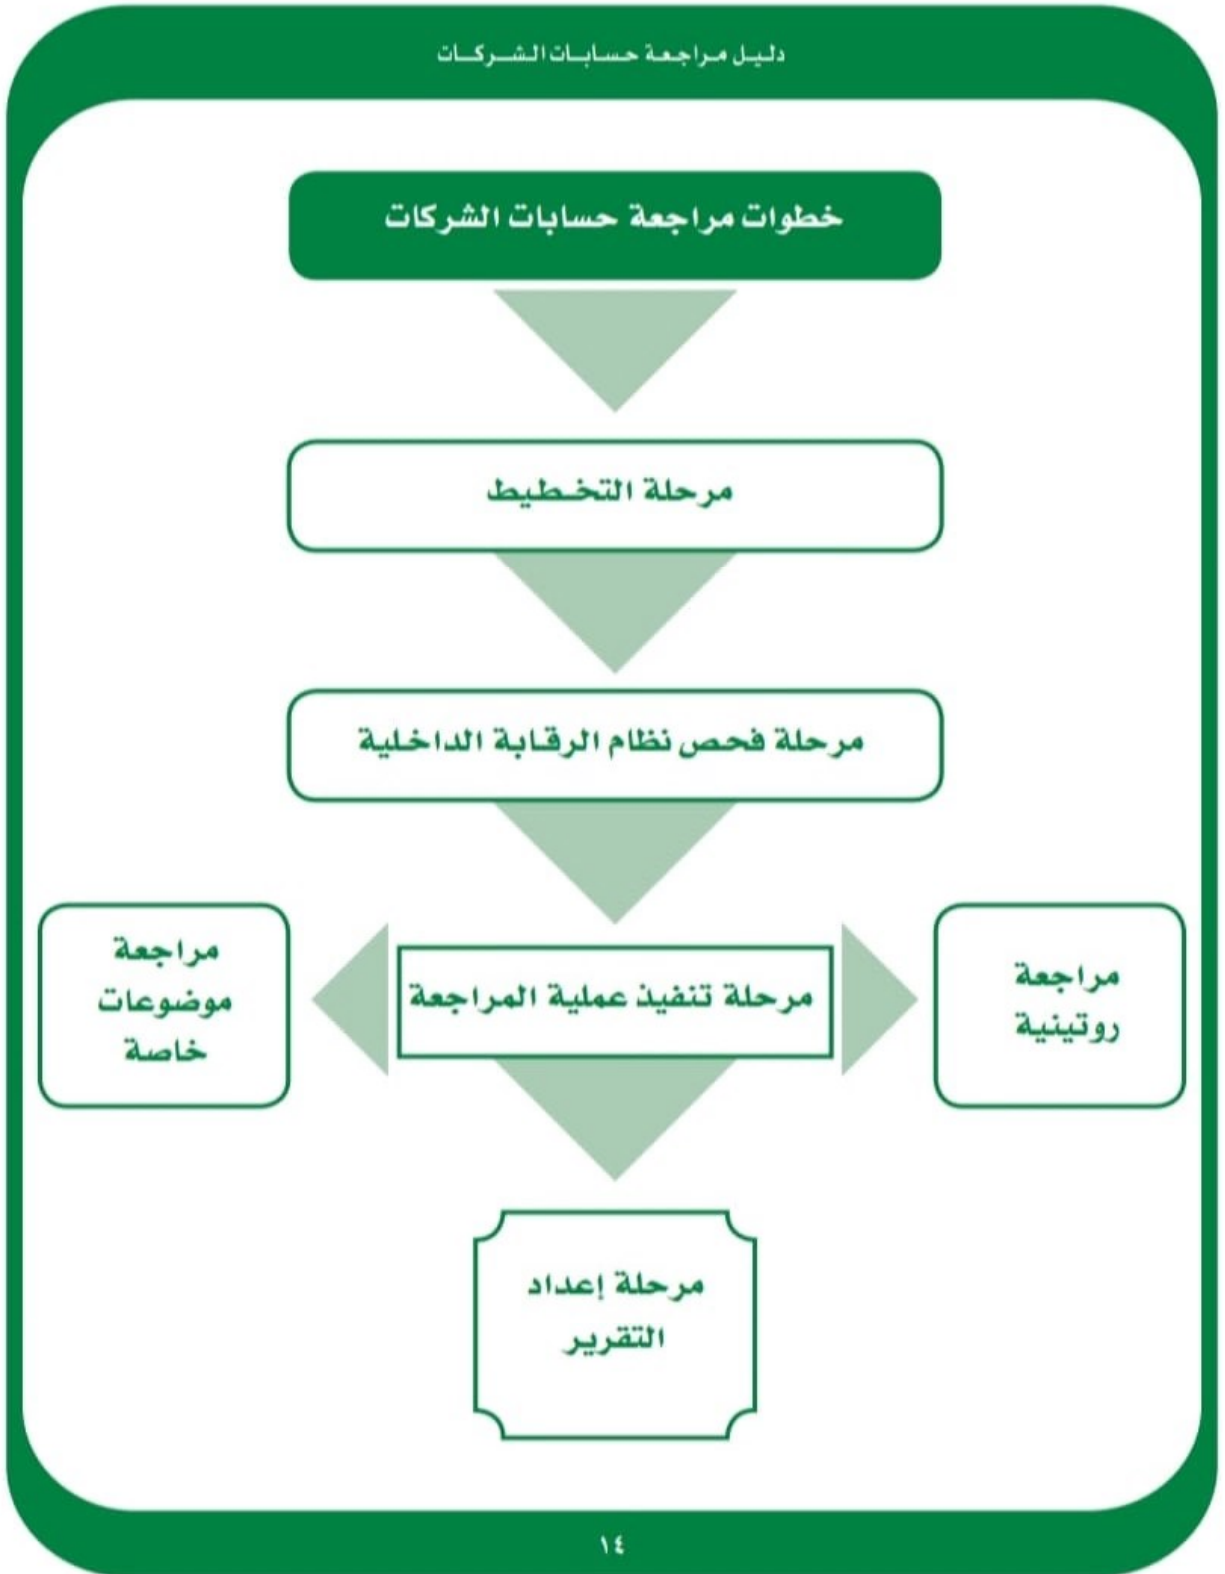 دليل مراجعة حسابات الشركات
خطوات مراجعة حسابات الشركات
مرحلة التخطيط
مرحلة فحص نظام الرقابة الداخلية
مراجعة
روتينية
مرحلة تنفيذ عملية المراجعة
مراجعة
موضوعات
خاصة
مرحلة إعداد
التقرير
١٤